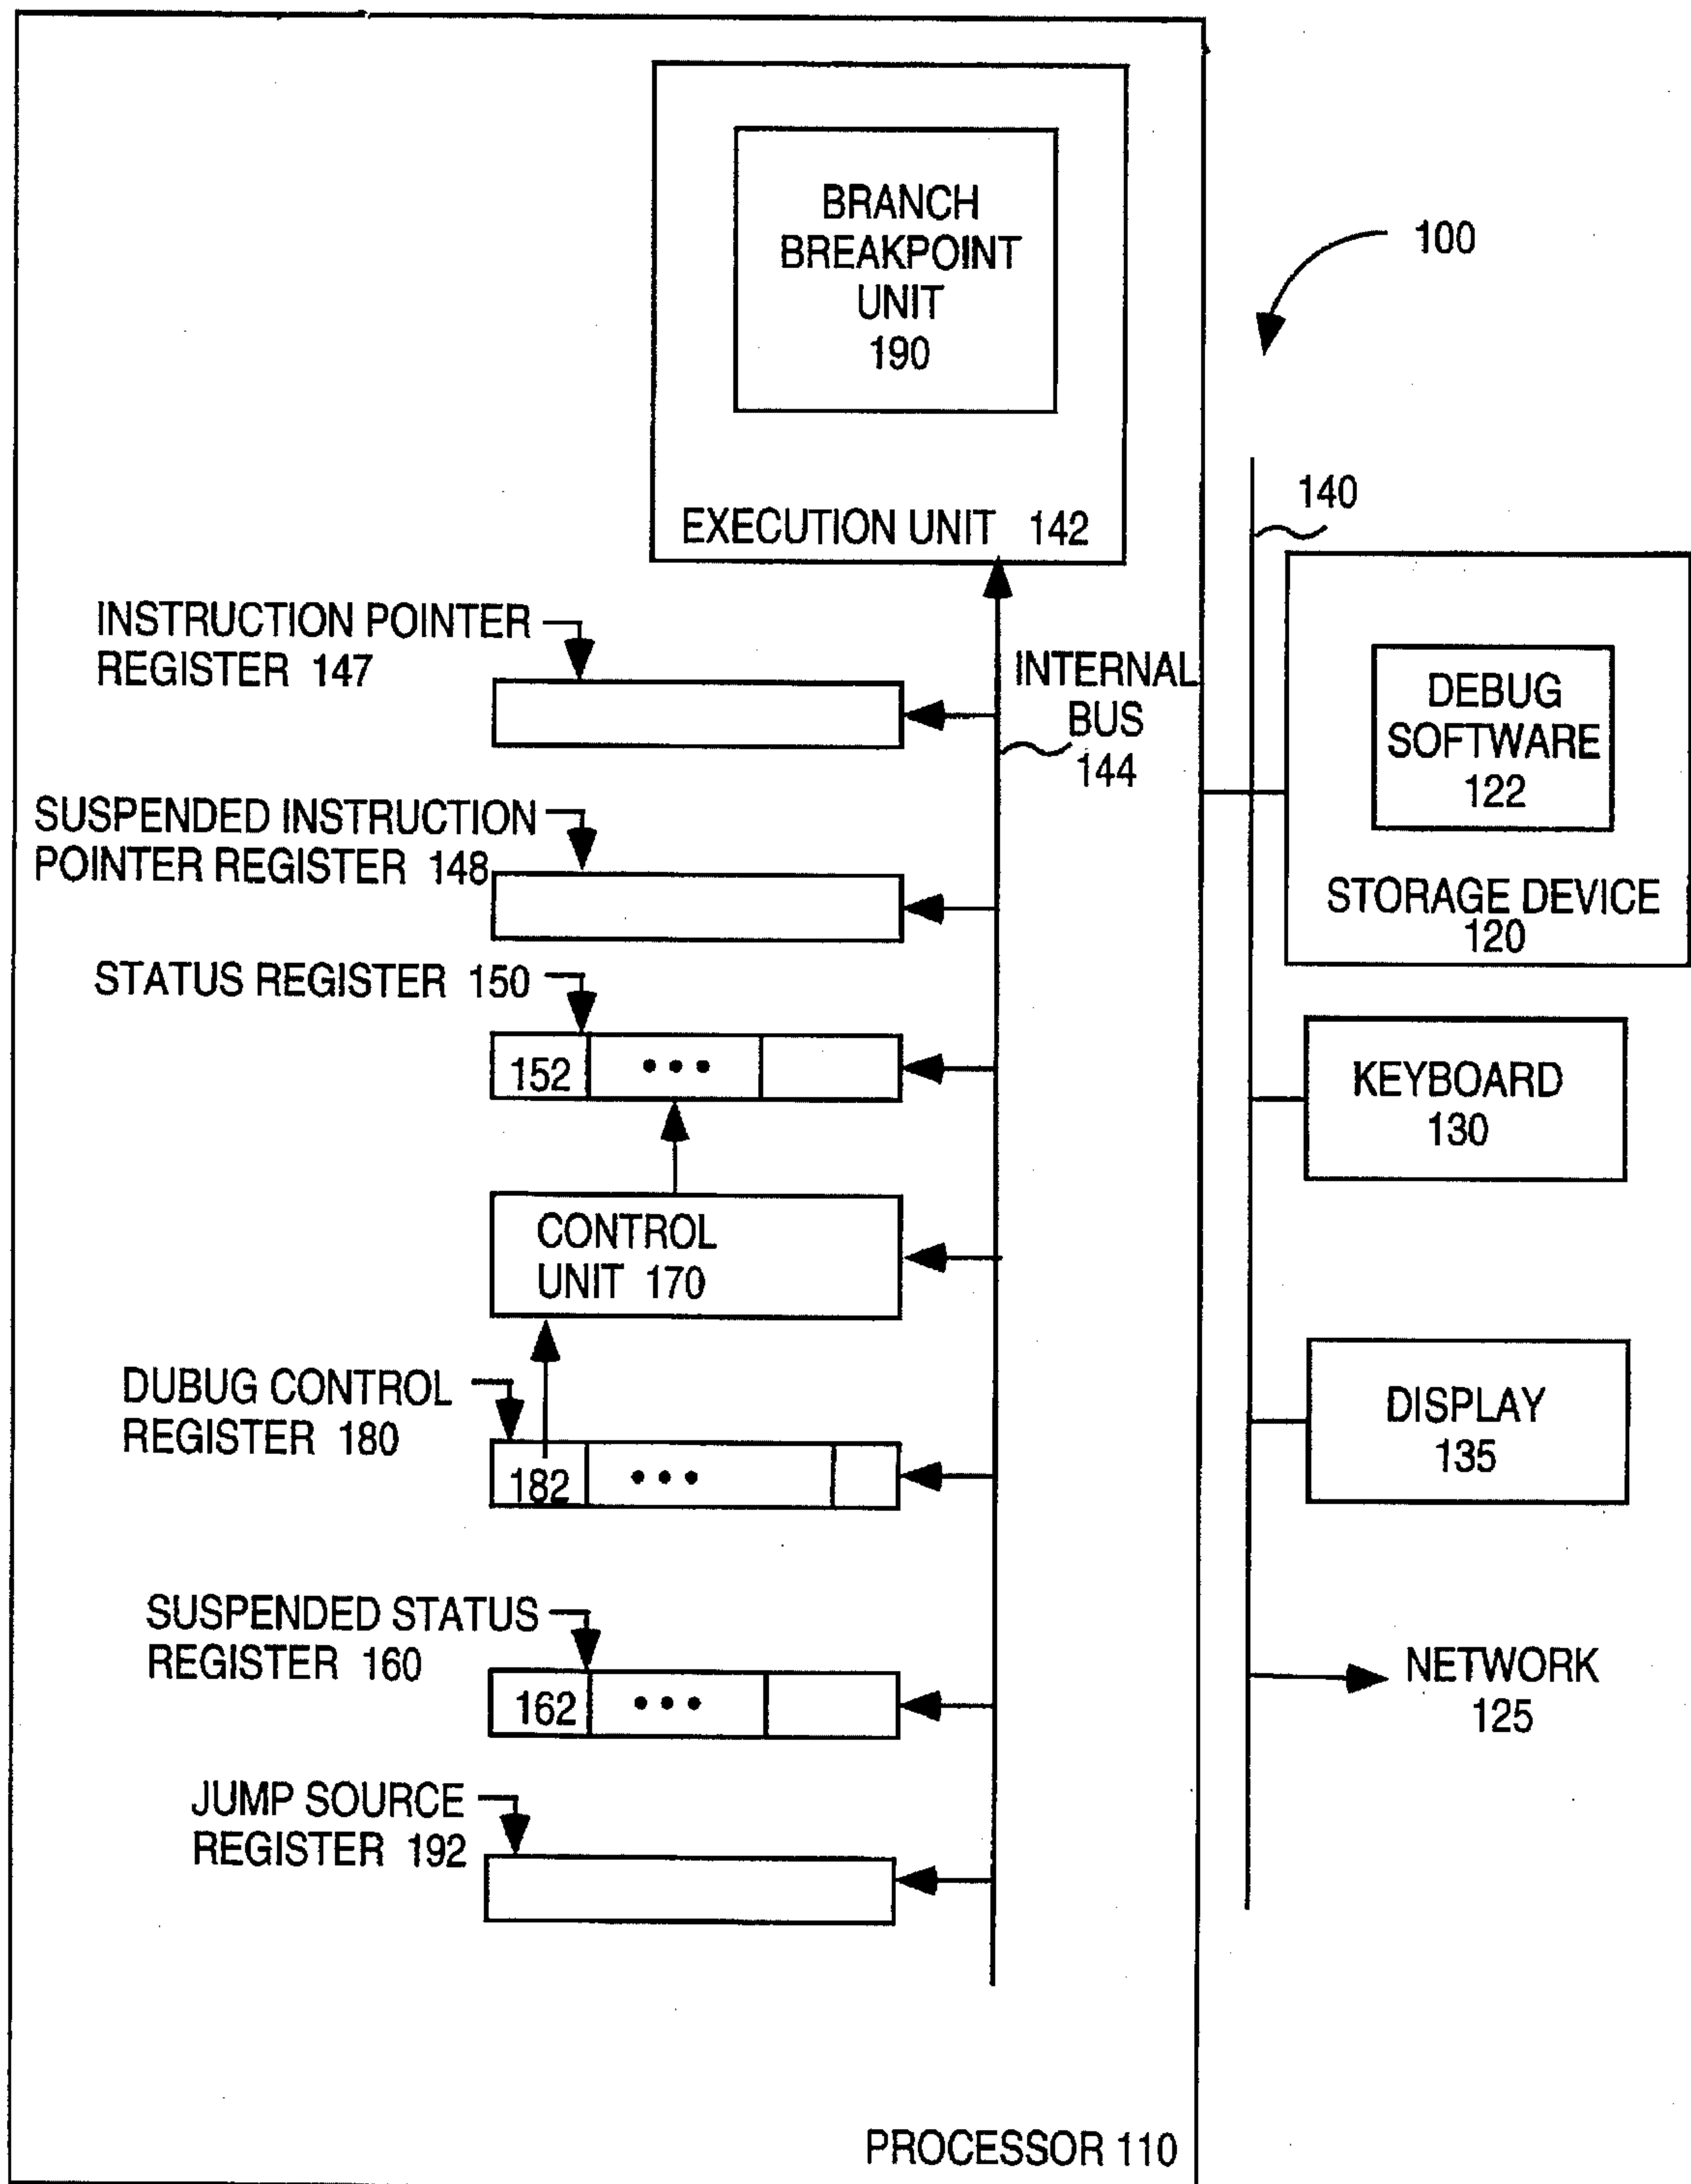 BRANCH
BREAKPOINT
UNIT
190
EXECUTION UNIT 142
100
140
INSTRUCTION POINTER
REGISTER 147
INTERNAL
BUS
144
DEBUG
SOFTWARE
122
STORAGE DEVICE
120
SUSPENDED INSTRUCTION
POINTER REGISTER 148
STATUS REGISTER 150
152 •••
KEYBOARD
130
CONTROL
UNIT 170
DUBUG CONTROL
REGISTER 180
182 •••
DISPLAY
135
SUSPENDED STATUS
REGISTER 160
162 •••
NETWORK
125
JUMP SOURCE
REGISTER 192
PROCESSOR 110